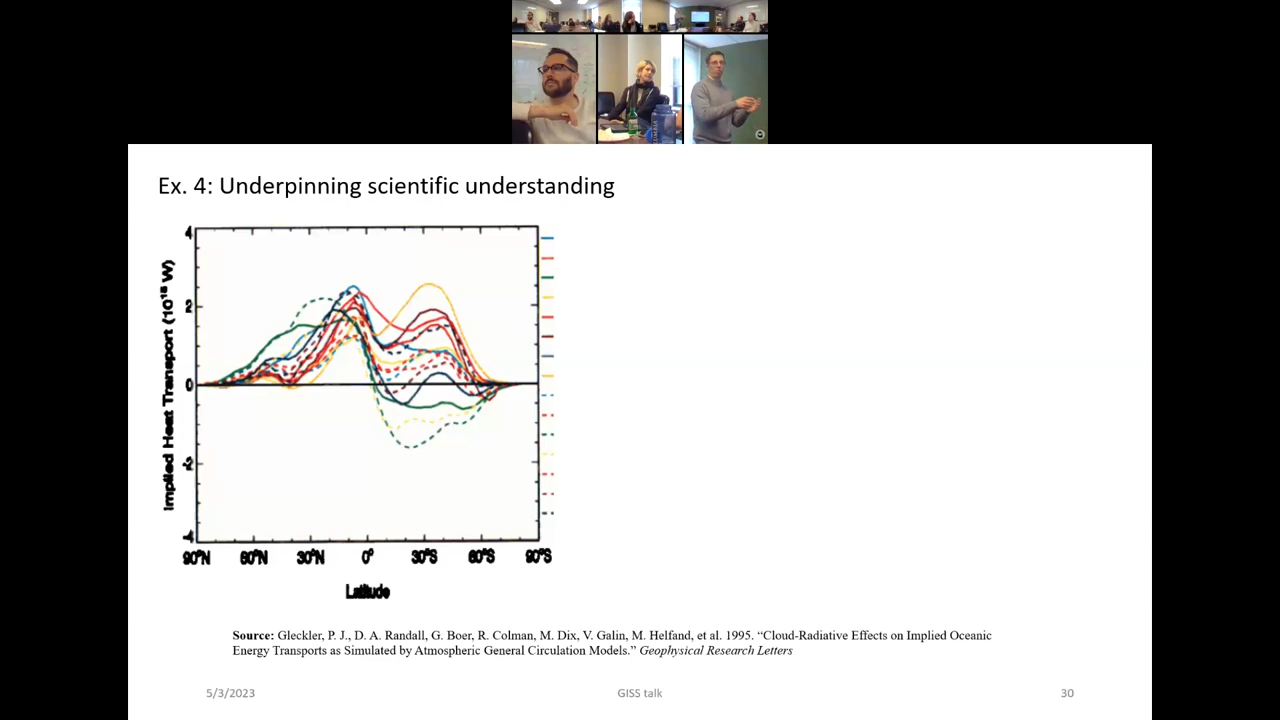 Ex. 4: Underpinning scientific understanding
4
2
0
-2
-4
Implied Heat Transport (10¹⁵ W)
90°N 60°N 30°N 0° 30°S 60°S 90°S
Latitude
Source: Gleckler, P. J., D. A. Randall, G. Boer, R. Colman, M. Dix, V. Galin, M. Helfand, et al. 1995. “Cloud-Radiative Effects on Implied Oceanic
Energy Transports as Simulated by Atmospheric General Circulation Models.” Geophysical Research Letters
5/3/2023 GISS talk 30